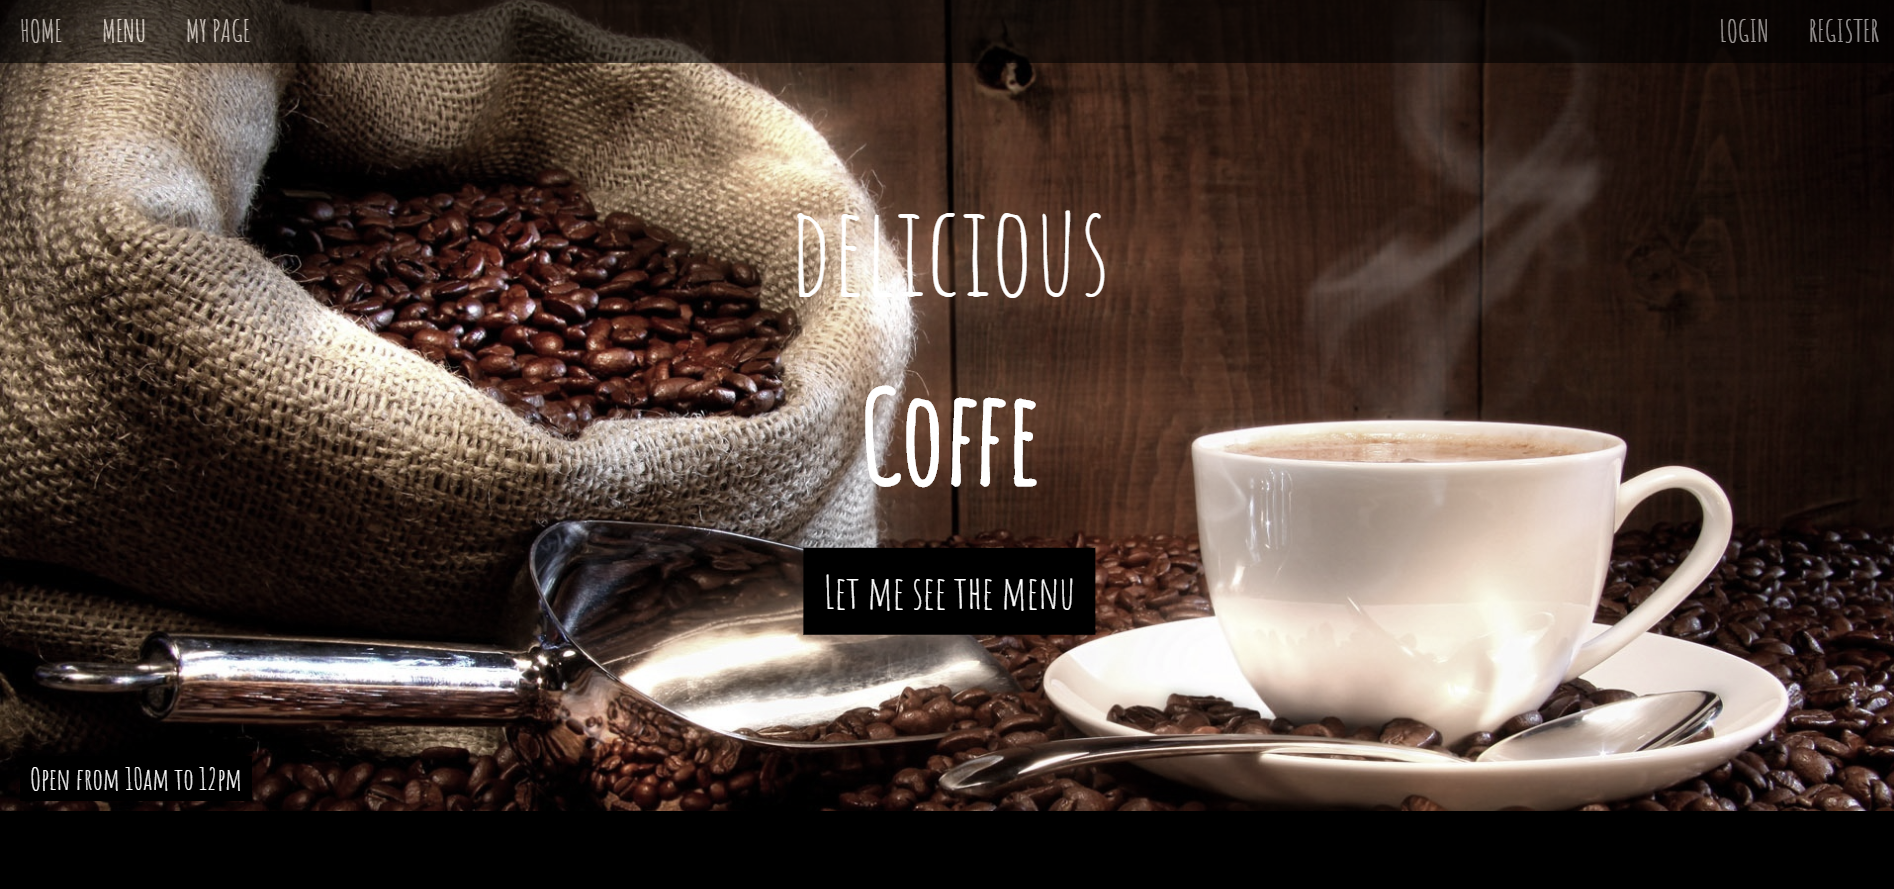 HOME MENU MY PAGE LOGIN REGISTER
DELICIOUS
COFFE
LET ME SEE THE MENU
OPEN FROM 10AM TO 12PM